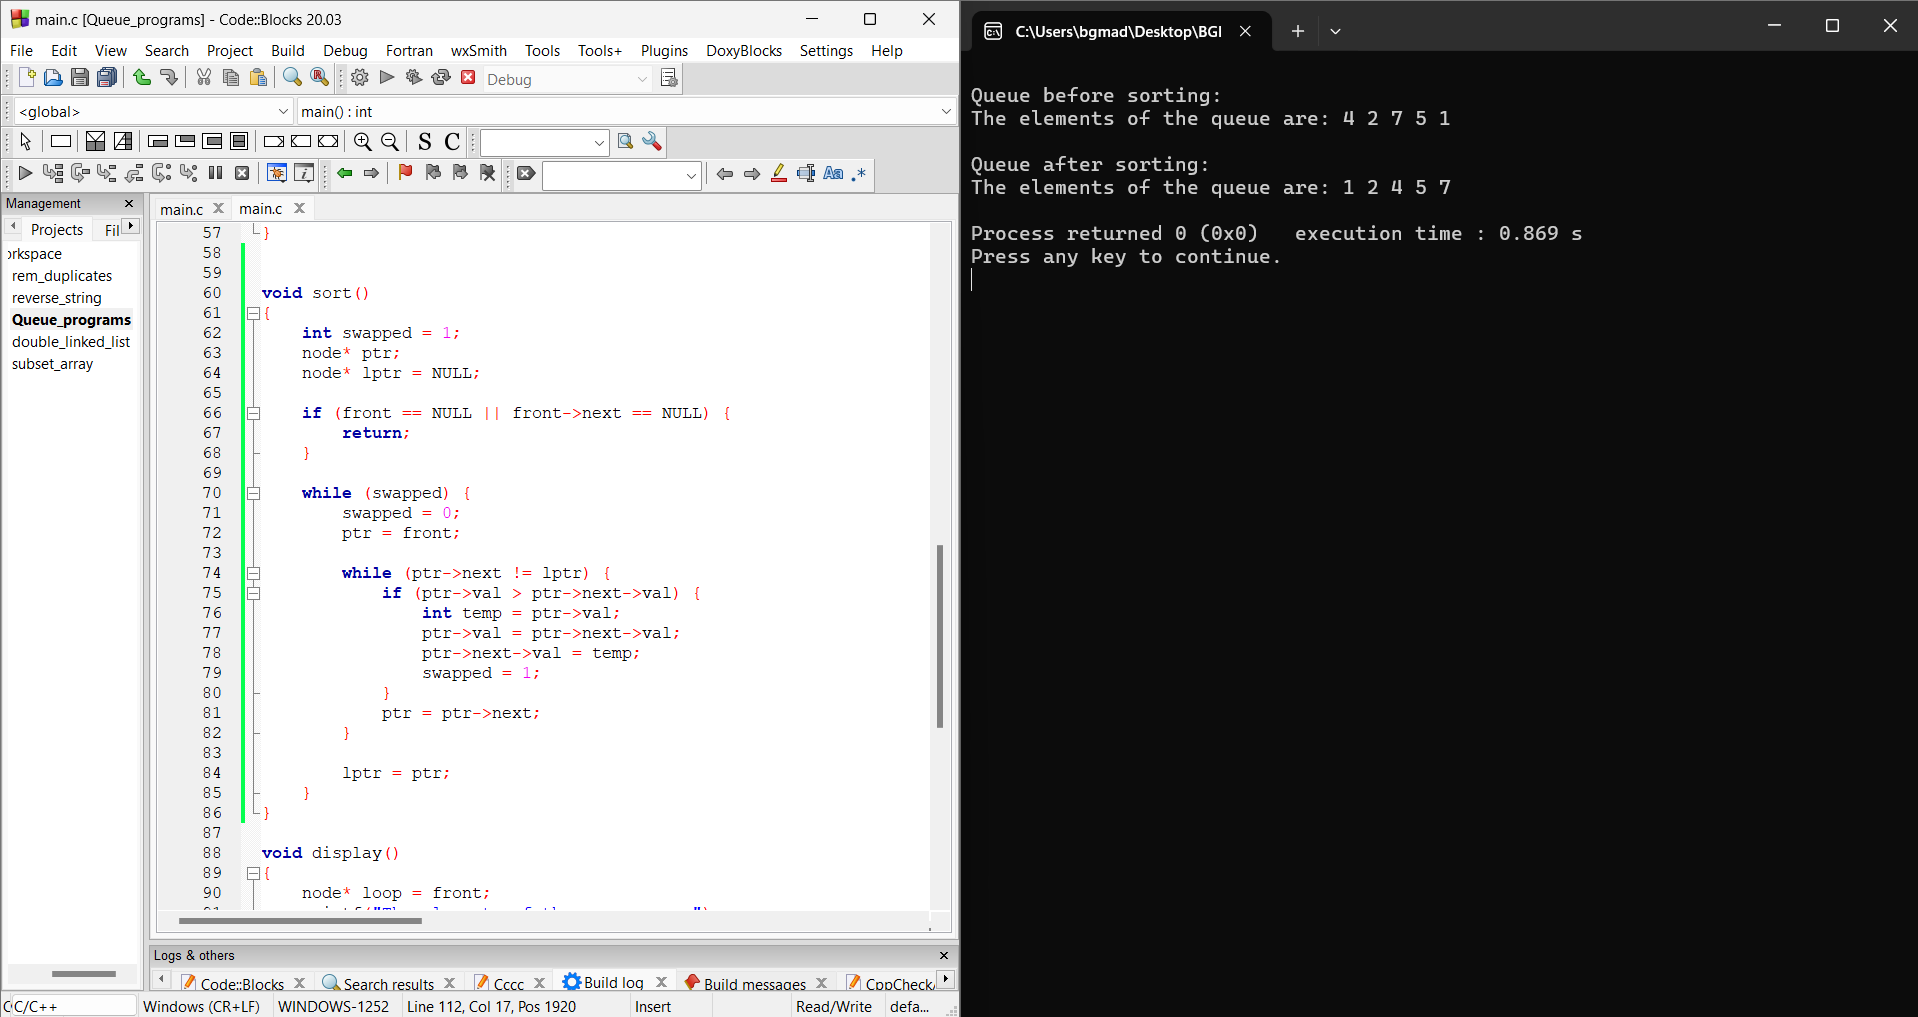 main.c [Queue_programs] - Code::Blocks 20.03
File Edit View Search Project Build Debug Fortran wxSmith Tools Tools+ Plugins DoxyBlocks Settings Help
Debug
<global> main() : int
S C
Aa .*
Management
Projects Fil
orkspace
rem_duplicates
reverse_string
Queue_programs
double_linked_list
subset_array
main.c main.c
57 }
58
59
60 void sort()
61 {
62 int swapped = 1;
63 node* ptr;
64 node* lptr = NULL;
65
66 if (front == NULL || front->next == NULL) {
67 return;
68 }
69
70 while (swapped) {
71 swapped = 0;
72 ptr = front;
73
74 while (ptr->next != lptr) {
75 if (ptr->val > ptr->next->val) {
76 int temp = ptr->val;
77 ptr->val = ptr->next->val;
78 ptr->next->val = temp;
79 swapped = 1;
80 }
81 ptr = ptr->next;
82 }
83
84 lptr = ptr;
85 }
86 }
87
88 void display()
89 {
90 node* loop = front;
Logs & others
Code::Blocks Search results Cccc Build log Build messages CppCheck/
C/C++ Windows (CR+LF) WINDOWS-1252 Line 112, Col 17, Pos 1920 Insert Read/Write defa...
C:\Users\bgmad\Desktop\BGI
Queue before sorting:
The elements of the queue are: 4 2 7 5 1
Queue after sorting:
The elements of the queue are: 1 2 4 5 7
Process returned 0 (0x0) execution time : 0.869 s
Press any key to continue.